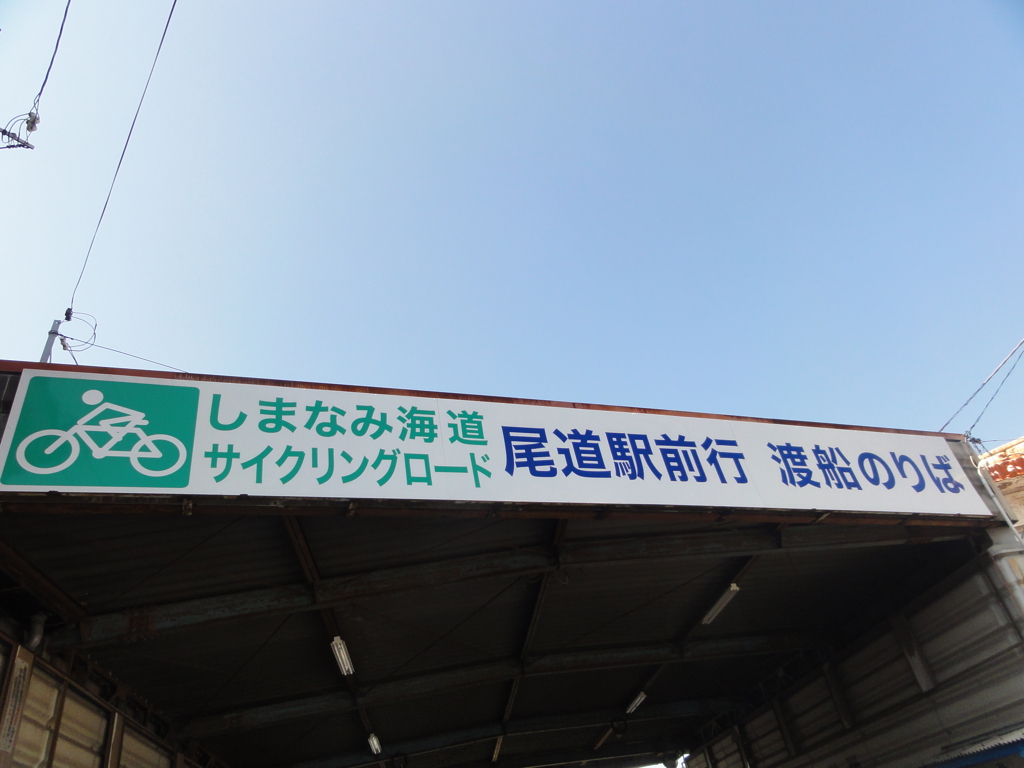 しまなみ海道
サイクリングロード
尾道駅前行 渡船のりば